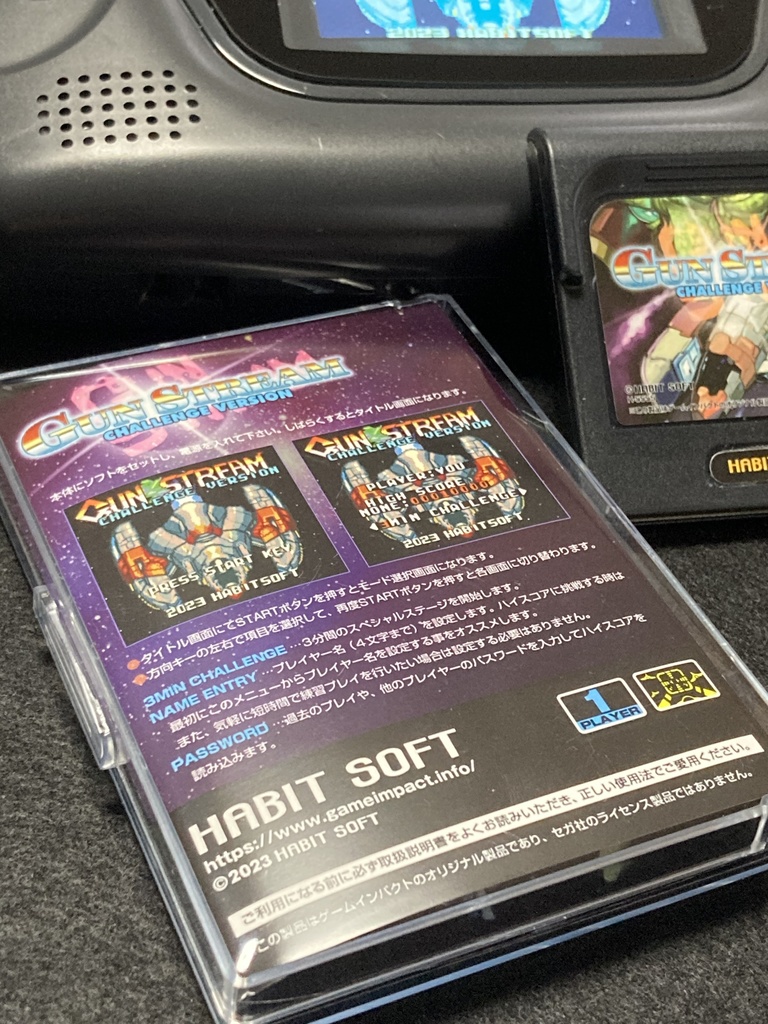 2023 HABITSOFT
GUN ST
CHALLENGE V
© HABIT SOFT
HABI
GUN STREAM
CHALLENGE VERSION
本体にソフトをセットし、電源を入れて下さい。しばらくするとタイトル画面になります。
GUN STREAM
CHALLENGE VERSION
PRESS START KEY
2023 HABITSOFT
GUN STREAM
CHALLENGE VERSION
PLAYER:YOU
HIGH SCORE
NONE:00010000
3MIN CHALLENGE
2023 HABITSOFT
タイトル画面にてSTARTボタンを押すとモード選択画面になります。
方向キーの左右で項目を選択して、再度STARTボタンを押すと各画面に切り替わります。
3MIN CHALLENGE …3分間のスペシャルステージを開始します。
NAME ENTRY …プレイヤー名(4文字まで)を設定します。ハイスコアに挑戦する時は
最初にこのメニューからプレイヤー名を設定する事をオススメします。
また、気軽に短時間で練習プレイを行いたい場合は設定する必要はありません。
PASSWORD …過去のプレイや、他のプレイヤーのパスワードを入力してハイスコアを
読み込みます。
1
PLAYER
HABIT SOFT
https://www.gameimpact.info/
©2023 HABIT SOFT
ご利用になる前に必ず取扱説明書をよくお読みいただき、正しい使用法でご愛用ください。
この製品はゲームインパクトのオリジナル製品であり、セガ社のライセンス製品ではありません。